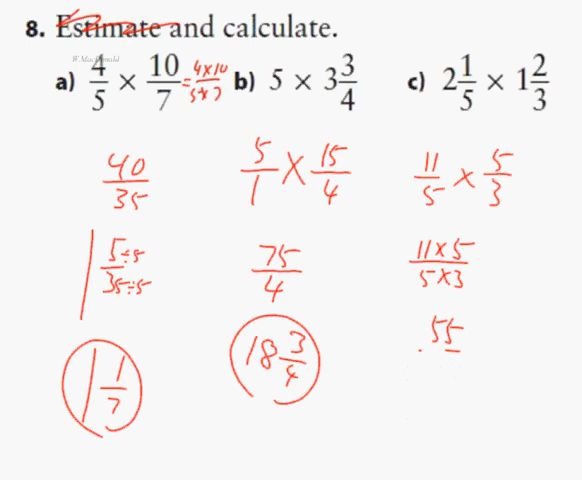 8. Estimate and calculate.
W. MacDonald
a) 4/5 × 10/7 = 4×10/5×7
b) 5 × 3 3/4
c) 2 1/5 × 1 2/3
40/35
5/1 × 15/4
11/5 × 5/3
1 5÷5/35÷5
75/4
11×5/5×3
1 1/7
18 3/4
55